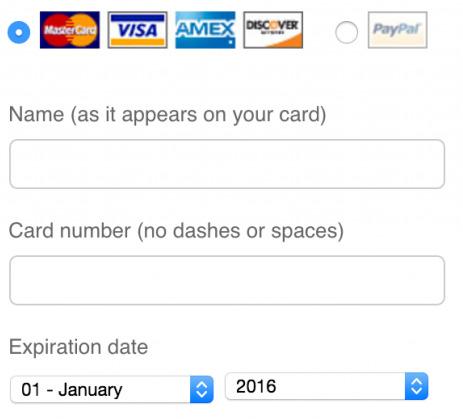 MasterCard VISA AMEX DISCOVER PayPal
Name (as it appears on your card)
Card number (no dashes or spaces)
Expiration date
01 - January 2016